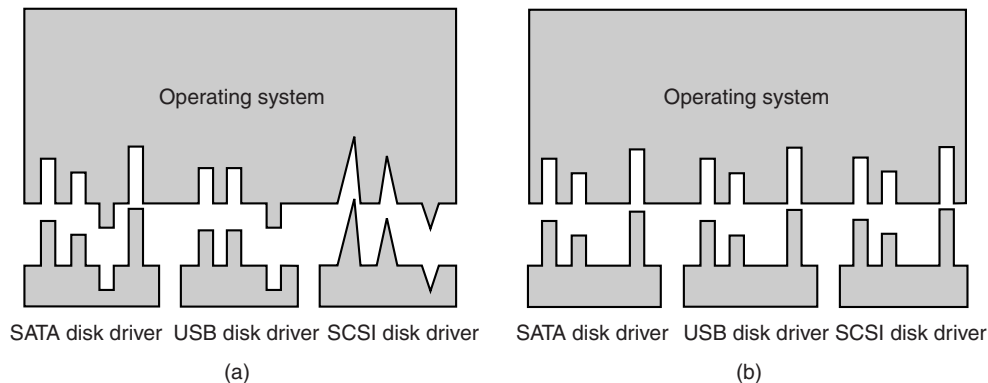 Operating system
SATA disk driver USB disk driver SCSI disk driver
(a)
Operating system
SATA disk driver USB disk driver SCSI disk driver
(b)